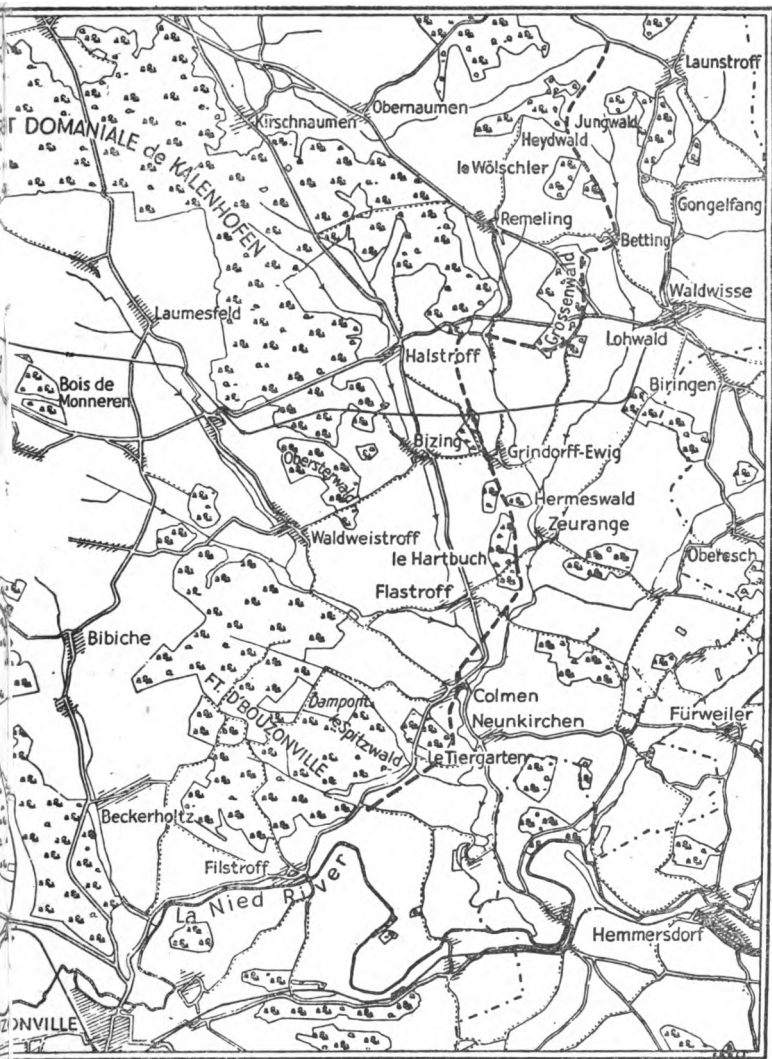 Launstroff
Obernaumen
Kirschnaumen
Jungwald
Heydwald
T DOMANIALE de KALENHOFEN
le Wölschler
Gongelfang
Remeling
Betting
Grossenwald
Waldwisse
Laumesfeld
Lohwald
Halstroff
Biringen
Bois de
Monneren
Bizing
Grindorff-Ewig
Obersterwald
Hermeswald
Zeurange
Waldweistroff
le Hartbuch
Oberesch
Flastroff
Bibiche
FT. D'BOUZONVILLE
Dampont
le Spitzwald
Colmen
Neunkirchen
Fürweiler
Le Tiergarten
Beckerholtz
Filstroff
La Nied River
Hemmersdorf
ZONVILLE